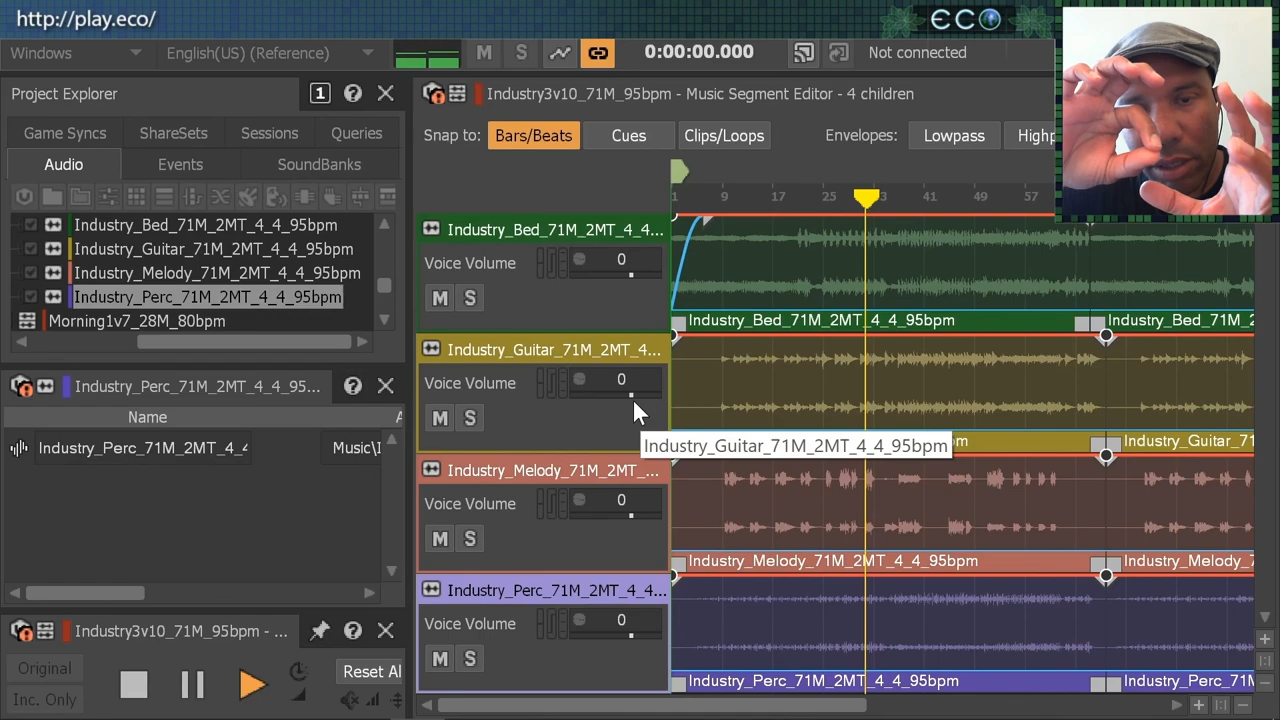 http://play.eco/
ECO
Windows
English(US) (Reference)
M
S
0:00:00.000
Not connected
Project Explorer
1
Industry3v10_71M_95bpm - Music Segment Editor - 4 children
Game Syncs
ShareSets
Sessions
Queries
Snap to:
Bars/Beats
Cues
Clips/Loops
Envelopes:
Lowpass
Highp
Audio
Events
SoundBanks
1
9
17
25
33
41
49
57
Industry_Bed_71M_2MT_4_4_95bpm
Industry_Guitar_71M_2MT_4_4_95bpm
Industry_Melody_71M_2MT_4_4_95bpm
Industry_Perc_71M_2MT_4_4_95bpm
Morning1v7_28M_80bpm
Industry_Bed_71M_2MT_4_4...
Voice Volume
0
M
S
Industry_Bed_71M_2MT_4_4_95bpm
Industry_Bed_71M_2
Industry_Guitar_71M_2MT_4...
Voice Volume
0
M
S
Industry_Guitar_71M_2MT_4_4_95bpm
m
Industry_Guitar_71
Industry_Perc_71M_2MT_4_4_95...
Name
Industry_Perc_71M_2MT_4_4
Music\I
Industry_Melody_71M_2MT_...
Voice Volume
0
M
S
Industry_Melody_71M_2MT_4_4_95bpm
Industry_Melody_7
Industry_Perc_71M_2MT_4_4...
Voice Volume
0
M
S
Industry_Perc_71M_2MT_4_4_95bpm
Industry_Perc_71M
Industry3v10_71M_95bpm - ...
Original
Inc. Only
Reset Al